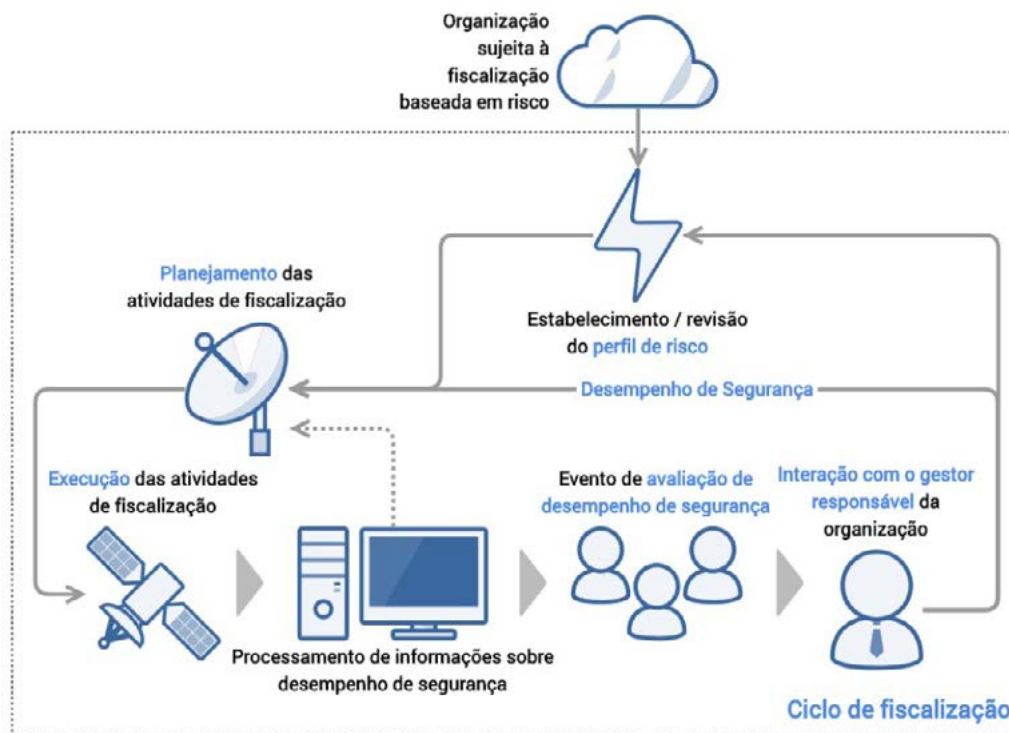 Organização
sujeita à
fiscalização
baseada em risco
Planejamento das
atividades de fiscalização
Estabelecimento / revisão
do perfil de risco
Desempenho de Segurança
Execução das atividades
de fiscalização
Evento de avaliação de
desempenho de segurança
Interação com o gestor
responsável da
organização
Processamento de informações sobre
desempenho de segurança
Ciclo de fiscalização